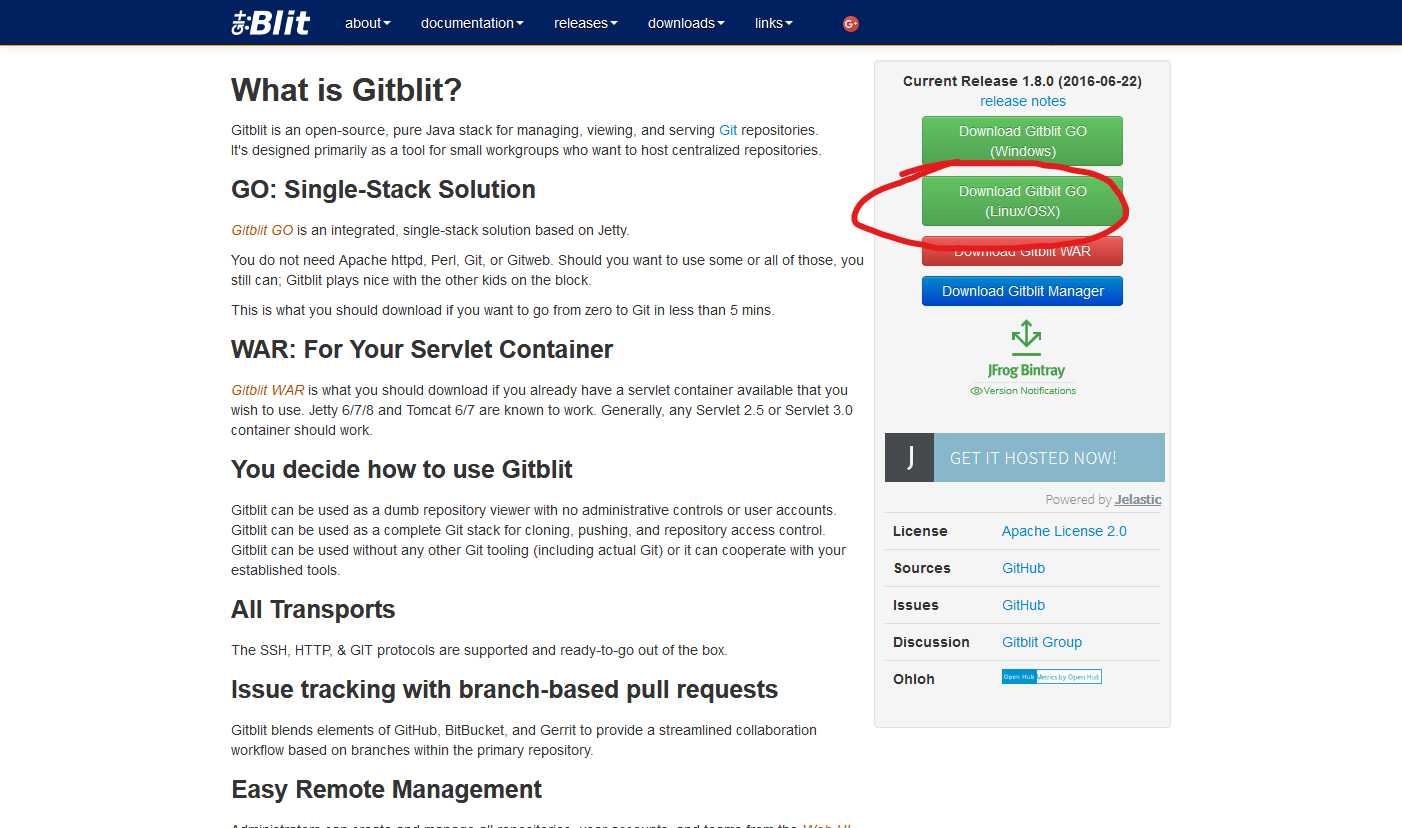 git:Blit about documentation releases downloads links G+
What is Gitblit?
Gitblit is an open-source, pure Java stack for managing, viewing, and serving Git repositories.
It's designed primarily as a tool for small workgroups who want to host centralized repositories.
GO: Single-Stack Solution
Gitblit GO is an integrated, single-stack solution based on Jetty.
You do not need Apache httpd, Perl, Git, or Gitweb. Should you want to use some or all of those, you
still can; Gitblit plays nice with the other kids on the block.
This is what you should download if you want to go from zero to Git in less than 5 mins.
WAR: For Your Servlet Container
Gitblit WAR is what you should download if you already have a servlet container available that you
wish to use. Jetty 6/7/8 and Tomcat 6/7 are known to work. Generally, any Servlet 2.5 or Servlet 3.0
container should work.
You decide how to use Gitblit
Gitblit can be used as a dumb repository viewer with no administrative controls or user accounts.
Gitblit can be used as a complete Git stack for cloning, pushing, and repository access control.
Gitblit can be used without any other Git tooling (including actual Git) or it can cooperate with your
established tools.
All Transports
The SSH, HTTP, & GIT protocols are supported and ready-to-go out of the box.
Issue tracking with branch-based pull requests
Gitblit blends elements of GitHub, BitBucket, and Gerrit to provide a streamlined collaboration
workflow based on branches within the primary repository.
Easy Remote Management
Administrators can create and manage all repositories, user accounts, and teams from the Web UI.
Current Release 1.8.0 (2016-06-22)
release notes
Download Gitblit GO
(Windows)
Download Gitblit GO
(Linux/OSX)
Download Gitblit WAR
Download Gitblit Manager
JFrog Bintray
Version Notifications
J GET IT HOSTED NOW!
Powered by Jelastic
License Apache License 2.0
Sources GitHub
Issues GitHub
Discussion Gitblit Group
Ohloh Open Hub Metrics by Open Hub